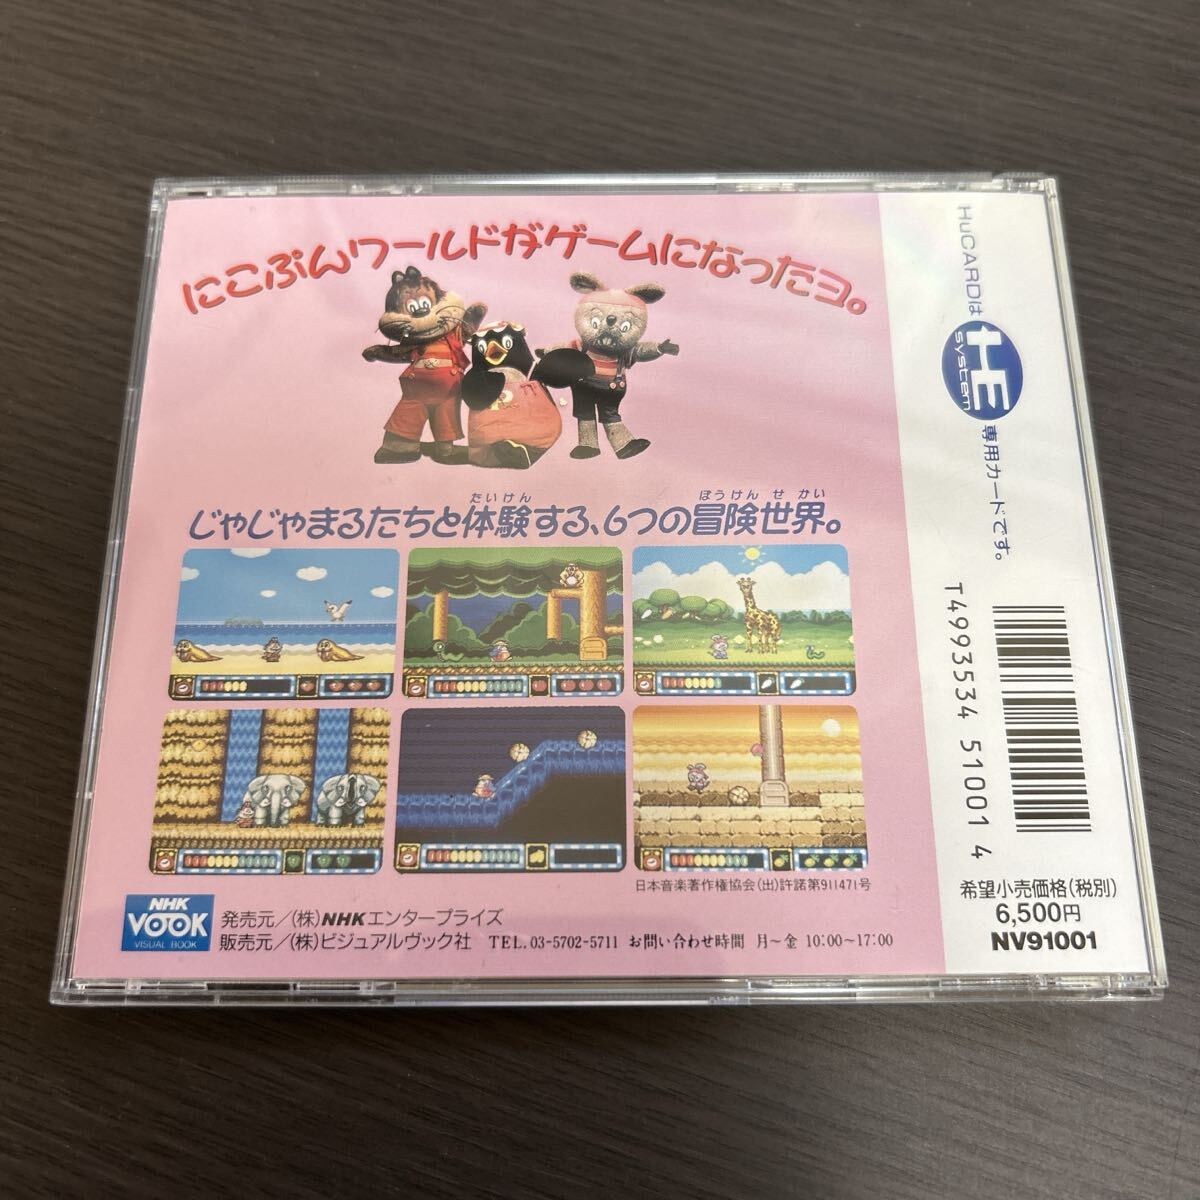 にこぷんワールドがゲームになったヨ。
たいけん
ぼうけん せ かい
じゃじゃまるたちと体験する、6つの冒険世界。
日本音楽著作権協会(出)許諾第911471号
NHK
VOOK
VISUAL BOOK
発売元/(株)NHKエンタープライズ
販売元/(株)ビジュアルヴック社 TEL.03-5702-5711 お問い合わせ時間 月〜金 10:00〜17:00
HuCARDは
HE
system
専用カードです。
T4993534 51001 4
希望小売価格(税別)
6,500円
NV91001